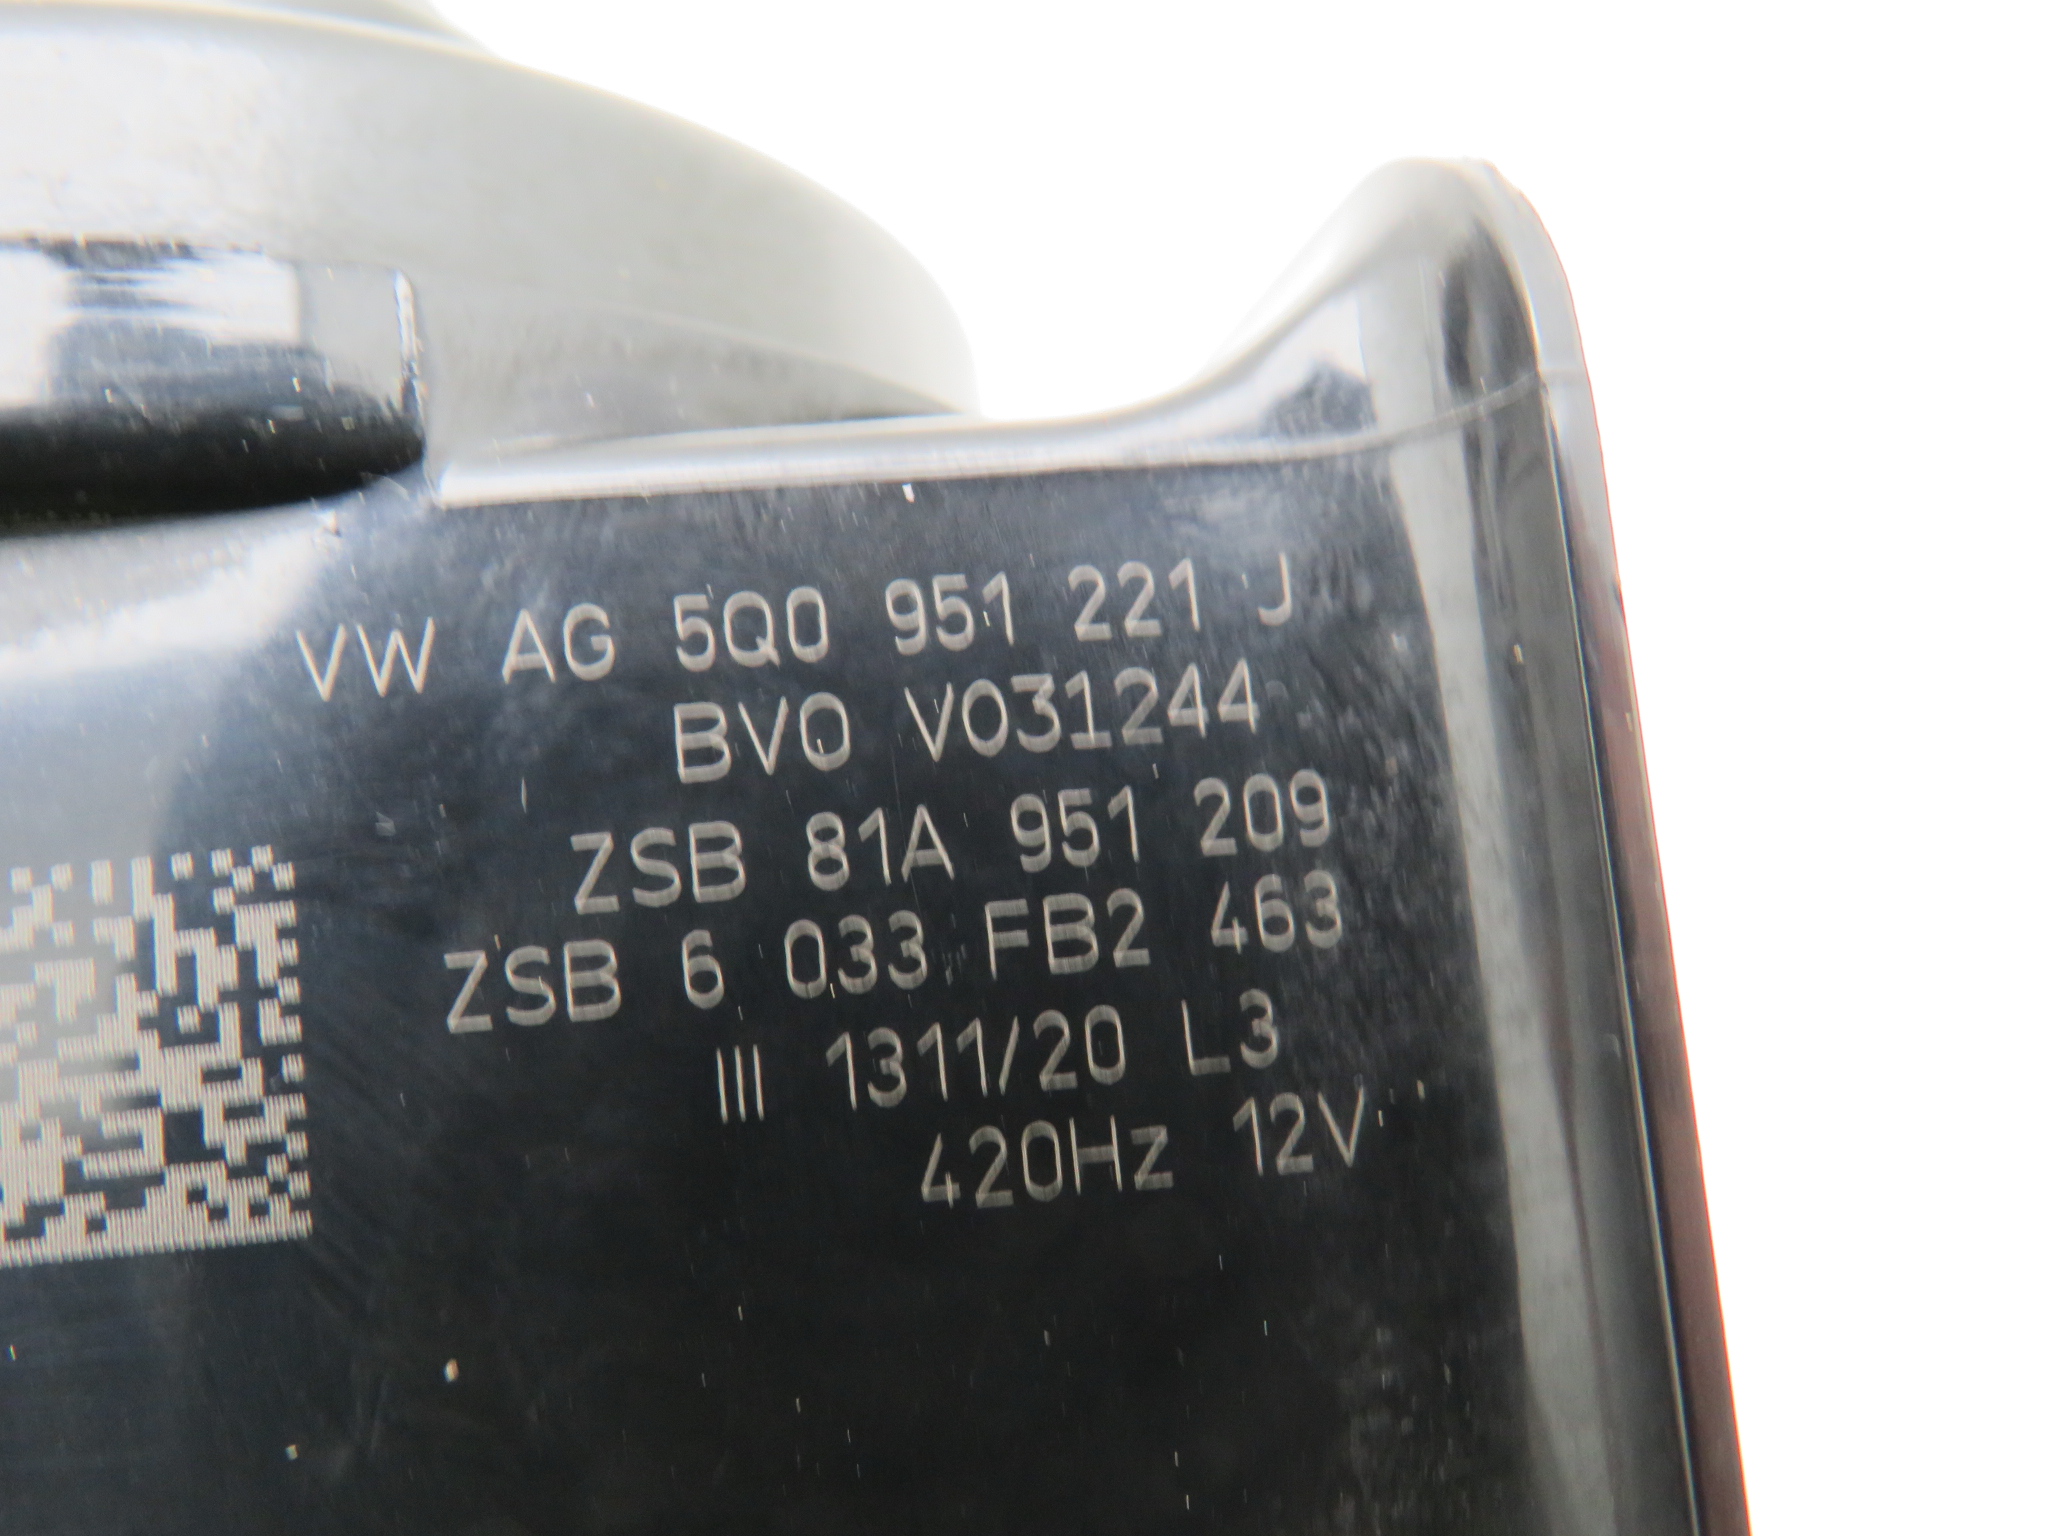 VW AG 5Q0 951 221 J
BV0 V031244
ZSB 81A 951 209
ZSB 6 033 FB2 463
III 1311/20 L3
420Hz 12V